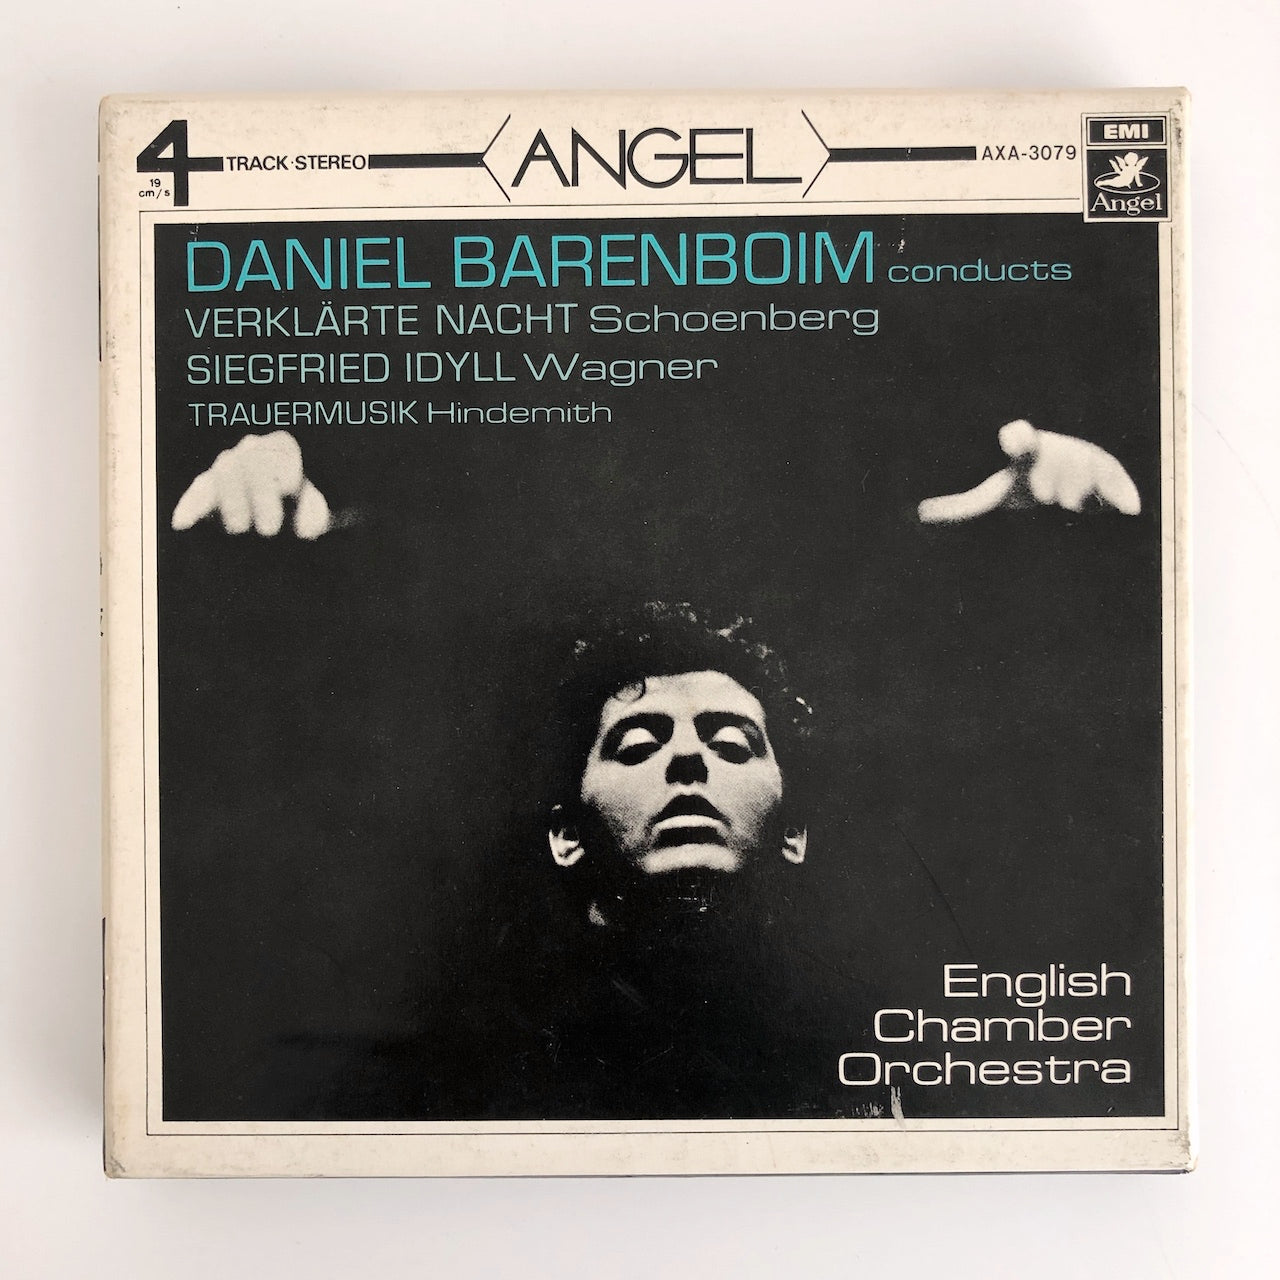 4 TRACK·STEREO
19
cm/s
ANGEL
AXA-3079
EMI
Angel
DANIEL BARENBOIM conducts
VERKLÄRTE NACHT Schoenberg
SIEGFRIED IDYLL Wagner
TRAUERMUSIK Hindemith
English
Chamber
Orchestra